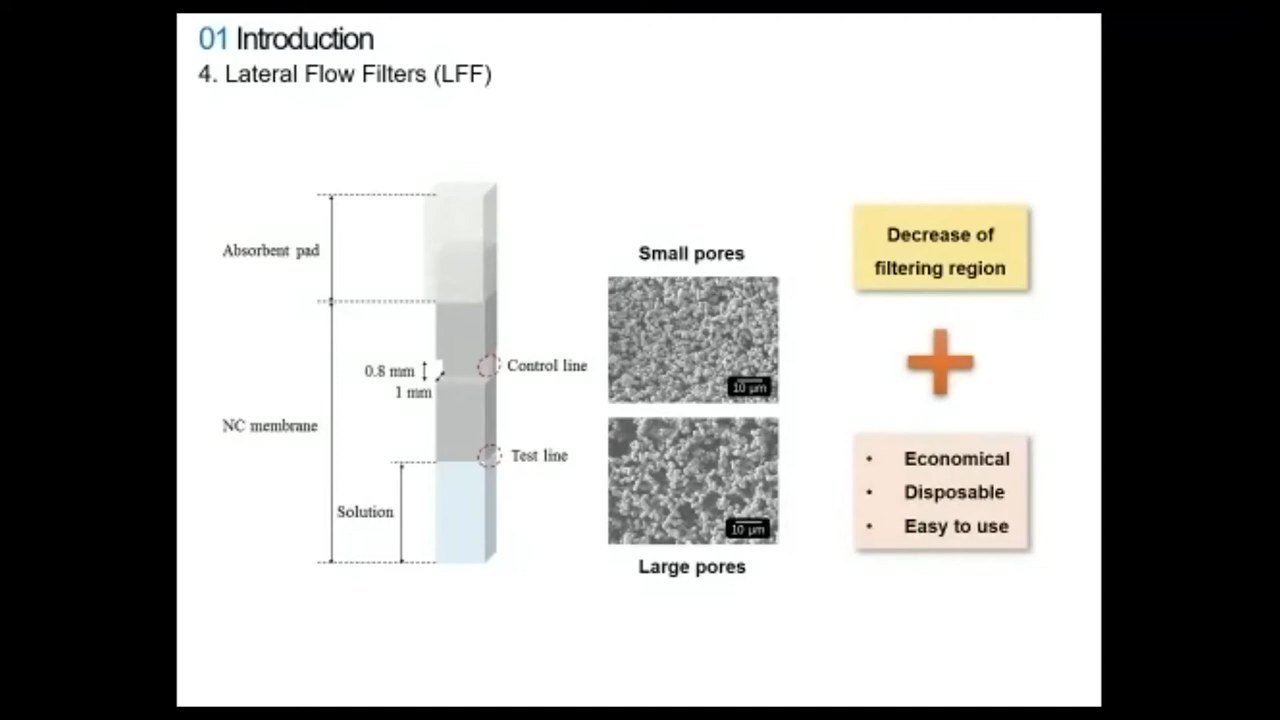 01 Introduction
4. Lateral Flow Filters (LFF)
Absorbent pad
0.8 mm
1 mm
Control line
NC membrane
Test line
Solution
Small pores
10 µm
10 µm
Large pores
Decrease of
filtering region
• Economical
• Disposable
• Easy to use